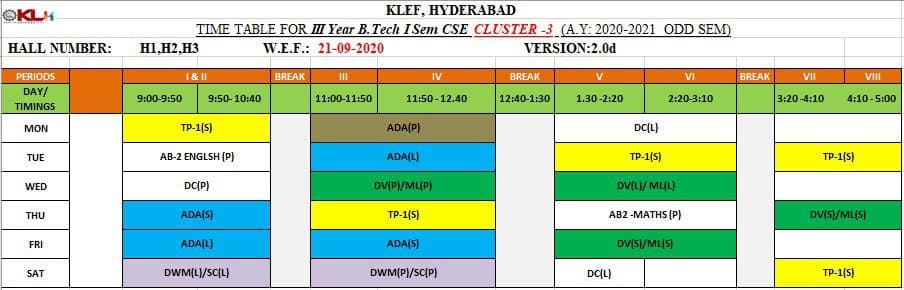 KLH
KLEF, HYDERABAD
TIME TABLE FOR III Year B.Tech I Sem CSE CLUSTER -3 (A.Y: 2020-2021 ODD SEM)
HALL NUMBER: H1,H2,H3 W.E.F.: 21-09-2020 VERSION:2.0d
PERIODS I & II BREAK III IV BREAK V VI BREAK VII VIII
DAY/ TIMINGS 9:00-9:50 9:50-10:40 11:00-11:50 11:50 -12.40 12:40-1:30 1.30 -2:20 2:20-3:10 3:20 -4:10 4:10 -5:00
MON TP-1(S) ADA(P) DC(L)
TUE AB-2 ENGLSH (P) ADA(L) TP-1(S) TP-1(S)
WED DC(P) DV(P)/ML(P) DV(L)/ ML(L)
THU ADA(S) TP-1(S) AB2 -MATHS (P) DV(S)/ML(S)
FRI ADA(L) ADA(S) DV(S)/ML(S)
SAT DWM(L)/SC(L) DWM(P)/SC(P) DC(L) TP-1(S)